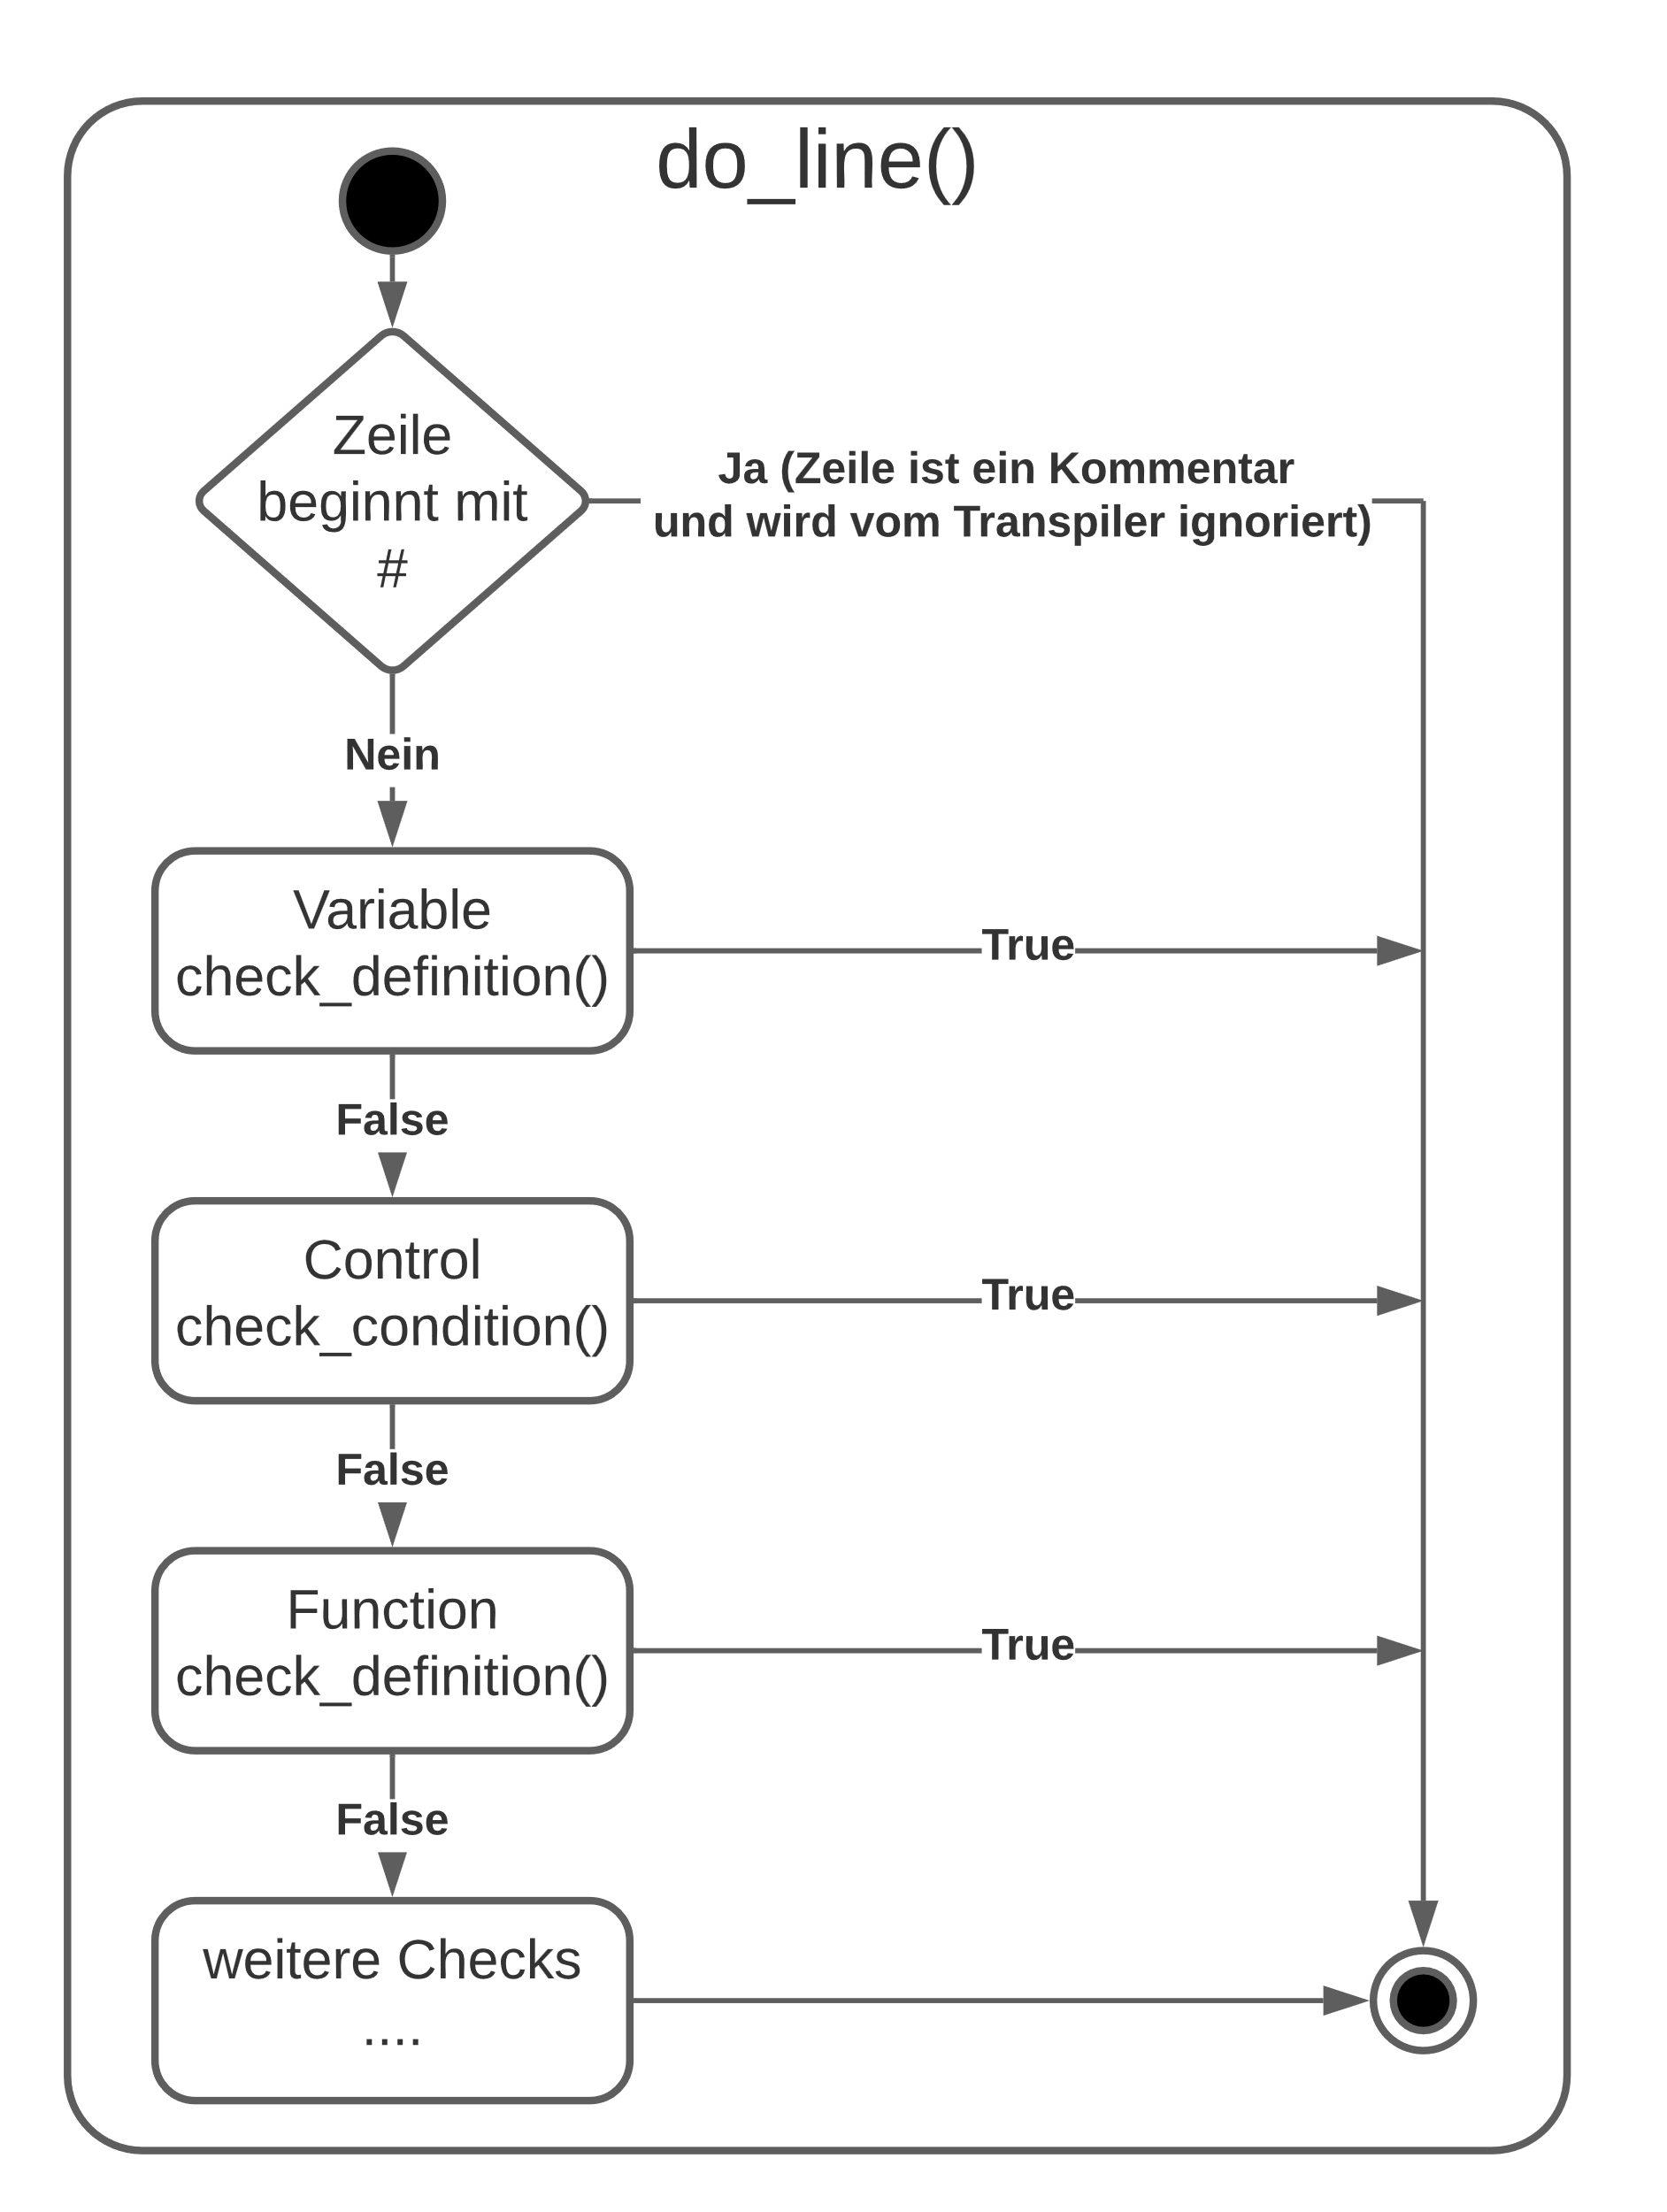 do_line()
Zeile
beginnt mit
#
Ja (Zeile ist ein Kommentar
und wird vom Transpiler ignoriert)
Nein
Variable
check_definition()
True
False
Control
check_condition()
True
False
Function
check_definition()
True
False
weitere Checks
....